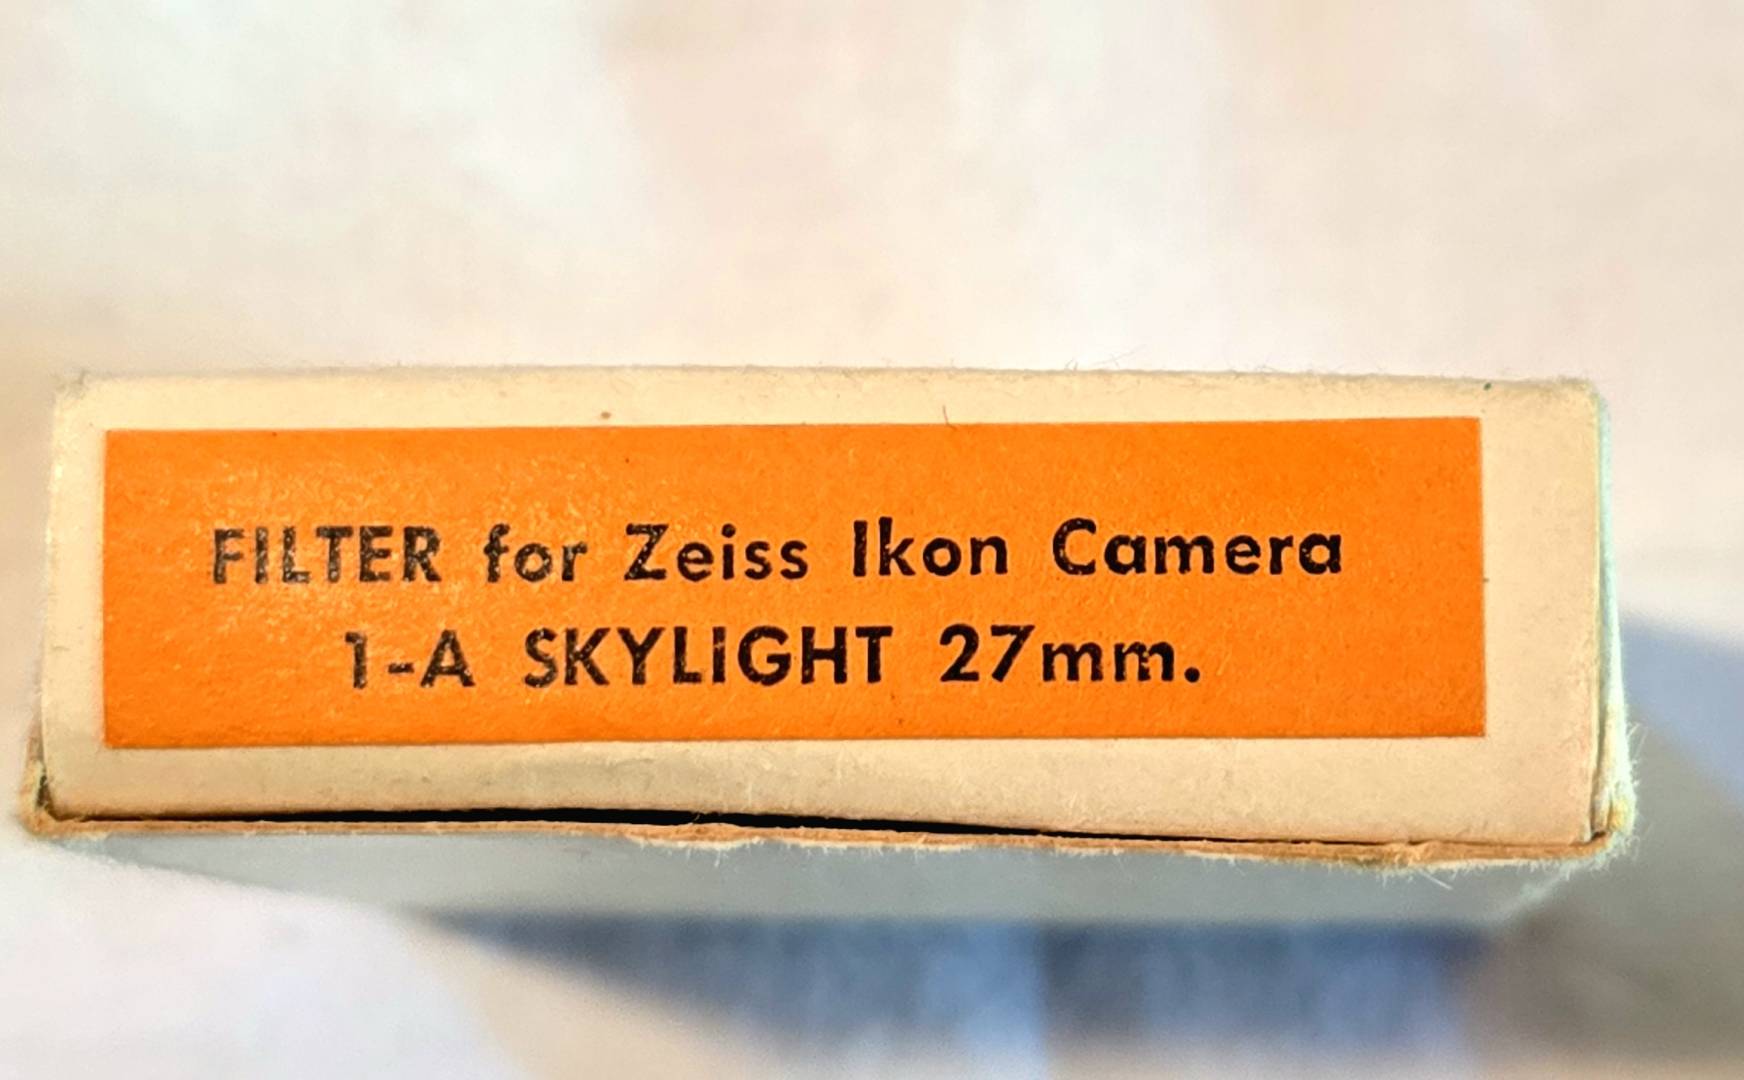 FILTER for Zeiss Ikon Camera
1-A SKYLIGHT 27mm.